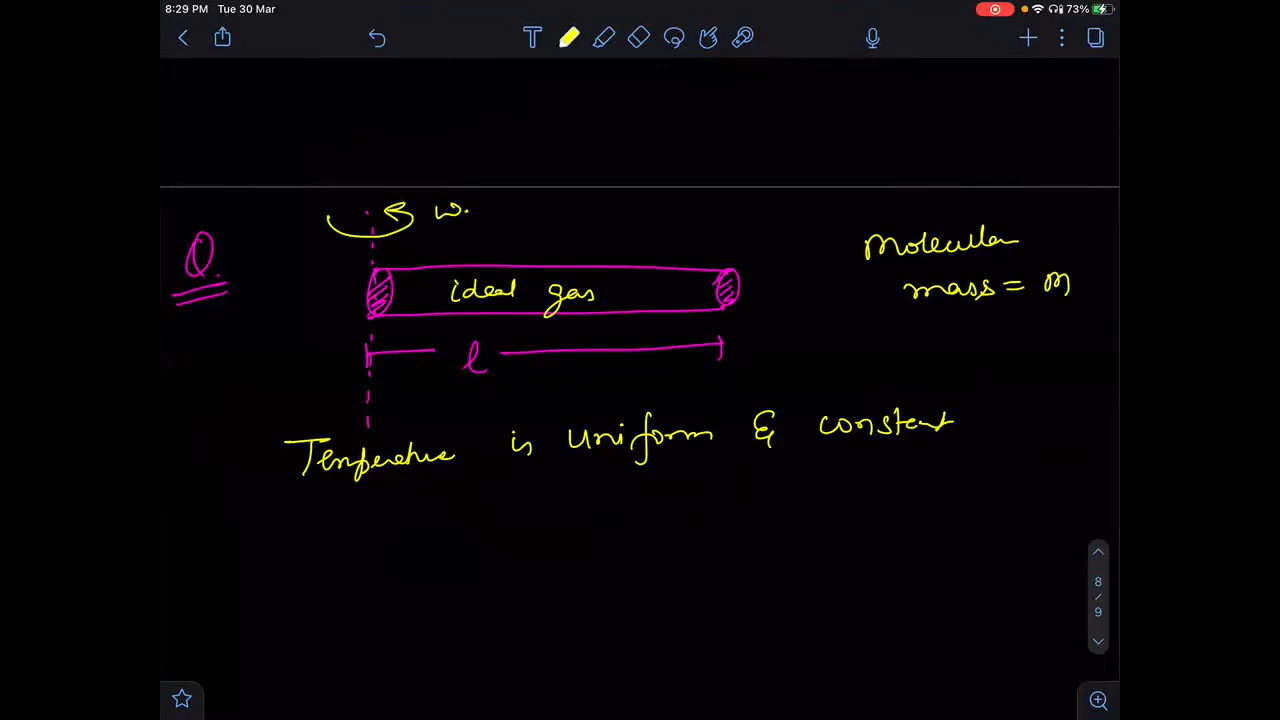 8:29 PM Tue 30 Mar
73%
Q.
ω.
ideal gas
Molecular
mass = M
l
Temperature is uniform & constant
8
/
9